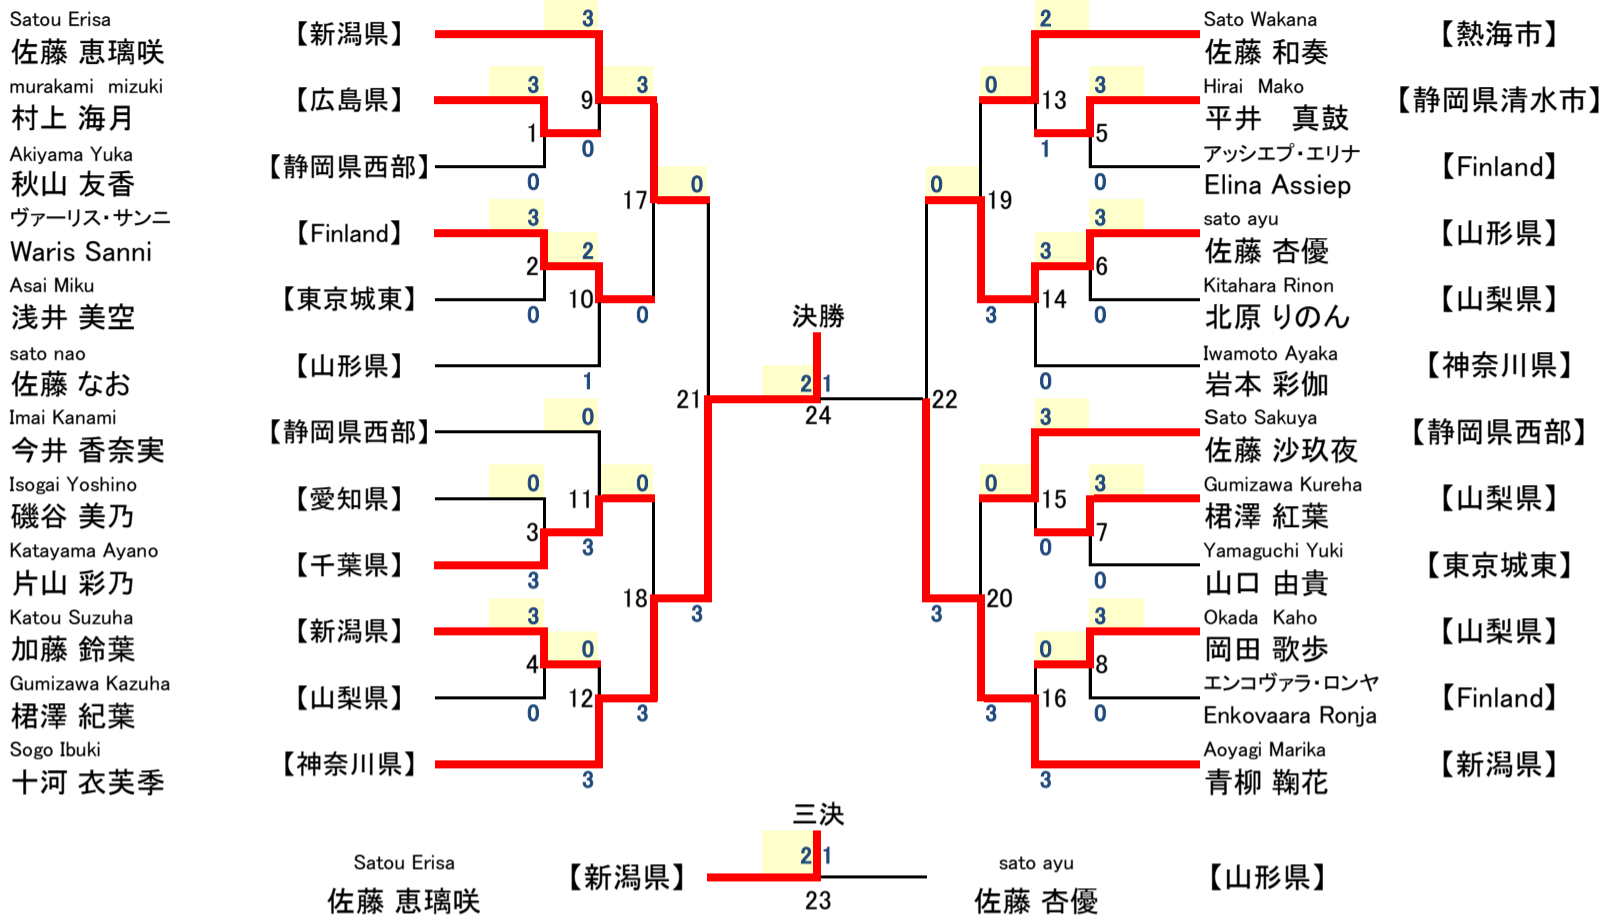 Satou Erisa
佐藤 恵璃咲
【新潟県】
3
murakami mizuki
村上 海月
【広島県】
3
9
3
1
0
Akiyama Yuka
秋山 友香
【静岡県西部】
0
17
0
ヴァーリス・サンニ
Waris Sanni
【Finland】
3
2
2
10
0
Asai Miku
浅井 美空
【東京城東】
0
sato nao
佐藤 なお
【山形県】
1
21
Imai Kanami
今井 香奈実
【静岡県西部】
0
Isogai Yoshino
磯谷 美乃
【愛知県】
0
11
0
3
3
Katayama Ayano
片山 彩乃
【千葉県】
3
18
3
Katou Suzuha
加藤 鈴葉
【新潟県】
3
4
0
12
3
Gumizawa Kazuha
桾澤 紀葉
【山梨県】
0
Sogo Ibuki
十河 衣芙季
【神奈川県】
3
決勝
2 1
24
2
Sato Wakana
佐藤 和奏
【熱海市】
0
13
3
Hirai Mako
平井 真鼓
【静岡県清水市】
5
1
アッシエプ・エリナ
Elina Assiep
【Finland】
0
0
19
3
sato ayu
佐藤 杏優
【山形県】
3
6
14
3
Kitahara Rinon
北原 りのん
【山梨県】
0
Iwamoto Ayaka
岩本 彩伽
【神奈川県】
0
22
3
Sato Sakuya
佐藤 沙玖夜
【静岡県西部】
0
15
3
Gumizawa Kureha
桾澤 紅葉
【山梨県】
7
0
Yamaguchi Yuki
山口 由貴
【東京城東】
0
3
20
3
Okada Kaho
岡田 歌歩
【山梨県】
0
8
16
3
エンコヴァラ・ロンヤ
Enkovaara Ronja
【Finland】
0
Aoyagi Marika
青柳 鞠花
【新潟県】
3
三決
Satou Erisa
佐藤 恵璃咲
【新潟県】
2 1
23
sato ayu
佐藤 杏優
【山形県】